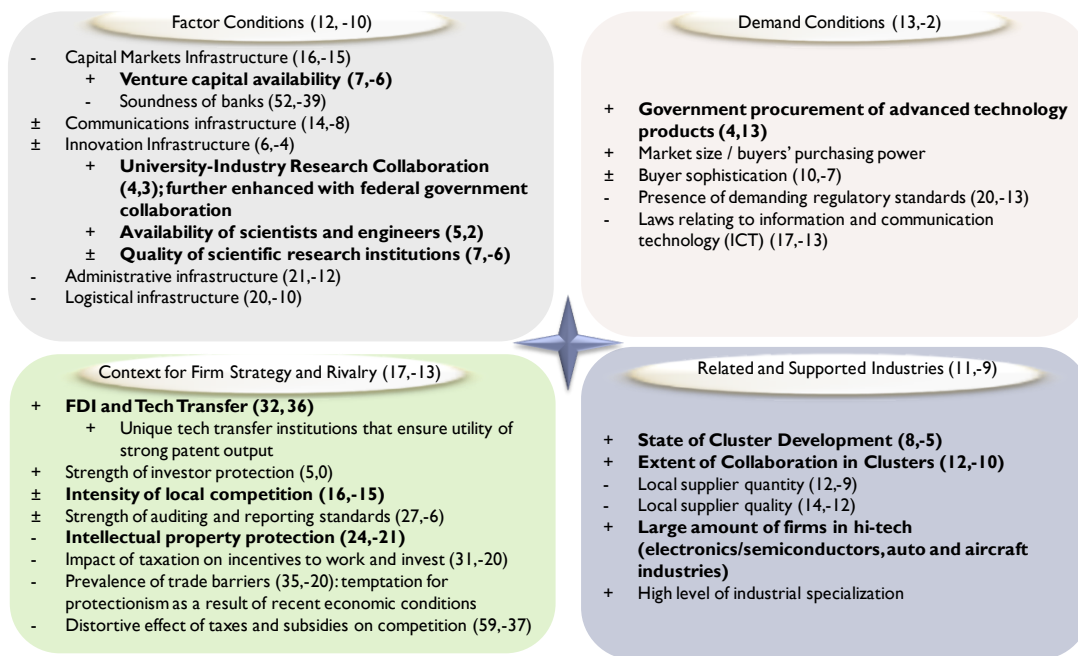 Factor Conditions (12, -10)
- Capital Markets Infrastructure (16,-15)
+ Venture capital availability (7,-6)
- Soundness of banks (52,-39)
± Communications infrastructure (14,-8)
± Innovation Infrastructure (6,-4)
+ University-Industry Research Collaboration
(4,3); further enhanced with federal government
collaboration
+ Availability of scientists and engineers (5,2)
± Quality of scientific research institutions (7,-6)
- Administrative infrastructure (21,-12)
- Logistical infrastructure (20,-10)
Demand Conditions (13,-2)
+ Government procurement of advanced technology
products (4,13)
+ Market size / buyers' purchasing power
± Buyer sophistication (10,-7)
- Presence of demanding regulatory standards (20,-13)
- Laws relating to information and communication
technology (ICT) (17,-13)
Context for Firm Strategy and Rivalry (17,-13)
+ FDI and Tech Transfer (32, 36)
+ Unique tech transfer institutions that ensure utility of
strong patent output
+ Strength of investor protection (5,0)
± Intensity of local competition (16,-15)
± Strength of auditing and reporting standards (27,-6)
- Intellectual property protection (24,-21)
- Impact of taxation on incentives to work and invest (31,-20)
- Prevalence of trade barriers (35,-20): temptation for
protectionism as a result of recent economic conditions
- Distortive effect of taxes and subsidies on competition (59,-37)
Related and Supported Industries (11,-9)
+ State of Cluster Development (8,-5)
+ Extent of Collaboration in Clusters (12,-10)
- Local supplier quantity (12,-9)
- Local supplier quality (14,-12)
+ Large amount of firms in hi-tech
(electronics/semiconductors, auto and aircraft
industries)
+ High level of industrial specialization